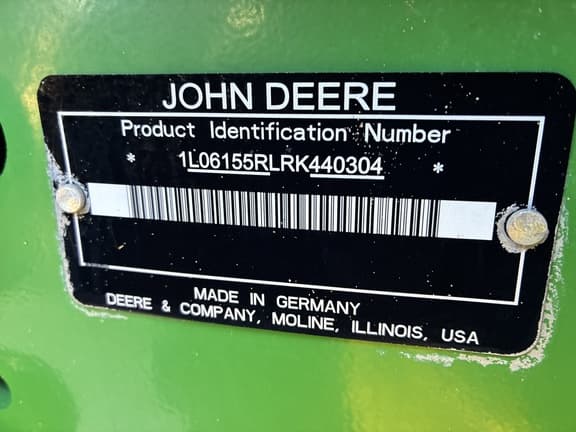 JOHN DEERE
Product Identification Number
* 1L06155RLRK440304 *
MADE IN GERMANY
DEERE & COMPANY, MOLINE, ILLINOIS, USA